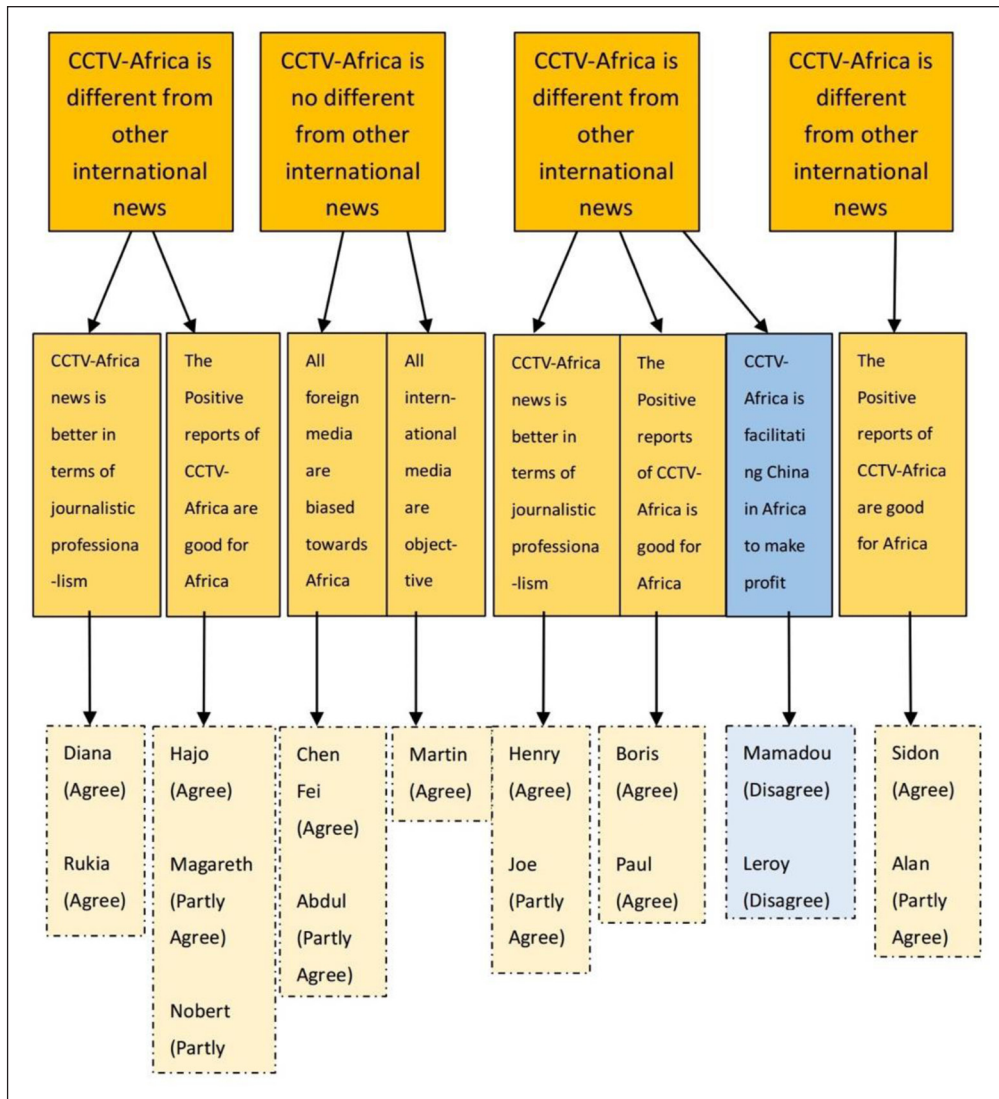 CCTV-Africa is
different from
other
international
news
CCTV-Africa is
no different
from other
international
news
CCTV-Africa is
different from
other
international
news
CCTV-Africa is
different
from other
international
news
CCTV-Africa
news is
better in
terms of
journalistic
professiona
-lism
The
Positive
reports of
CCTV-
Africa are
good for
Africa
All
foreign
media
are
biased
towards
Africa
All
intern-
ational
media
are
object-
tive
CCTV-Africa
news is
better in
terms of
journalistic
professiona
-lism
The
Positive
reports
of CCTV-
Africa is
good for
Africa
CCTV-
Africa is
facilitati
ng China
in Africa
to make
profit
The
Positive
reports of
CCTV-Africa
are good
for Africa
Diana
(Agree)
Rukia
(Agree)
Hajo
(Agree)
Magareth
(Partly
Agree)
Nobert
(Partly
Chen
Fei
(Agree)
Abdul
(Partly
Agree)
Martin
(Agree)
Henry
(Agree)
Joe
(Partly
Agree)
Boris
(Agree)
Paul
(Agree)
Mamadou
(Disagree)
Leroy
(Disagree)
Sidon
(Agree)
Alan
(Partly
Agree)